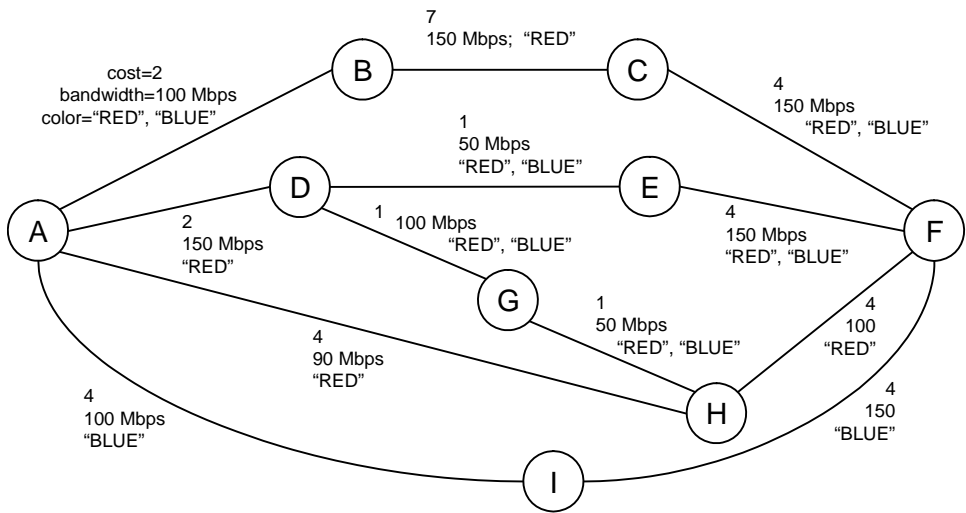 7
150 Mbps; “RED”
B
C
cost=2
bandwidth=100 Mbps
color=“RED”, “BLUE”
4
150 Mbps
“RED”, “BLUE”
1
50 Mbps
“RED”, “BLUE”
D
E
A
2
150 Mbps
“RED”
1
100 Mbps
“RED”, “BLUE”
4
150 Mbps
“RED”, “BLUE”
F
G
1
50 Mbps
“RED”, “BLUE”
4
100
“RED”
4
90 Mbps
“RED”
H
4
100 Mbps
“BLUE”
4
150
“BLUE”
I